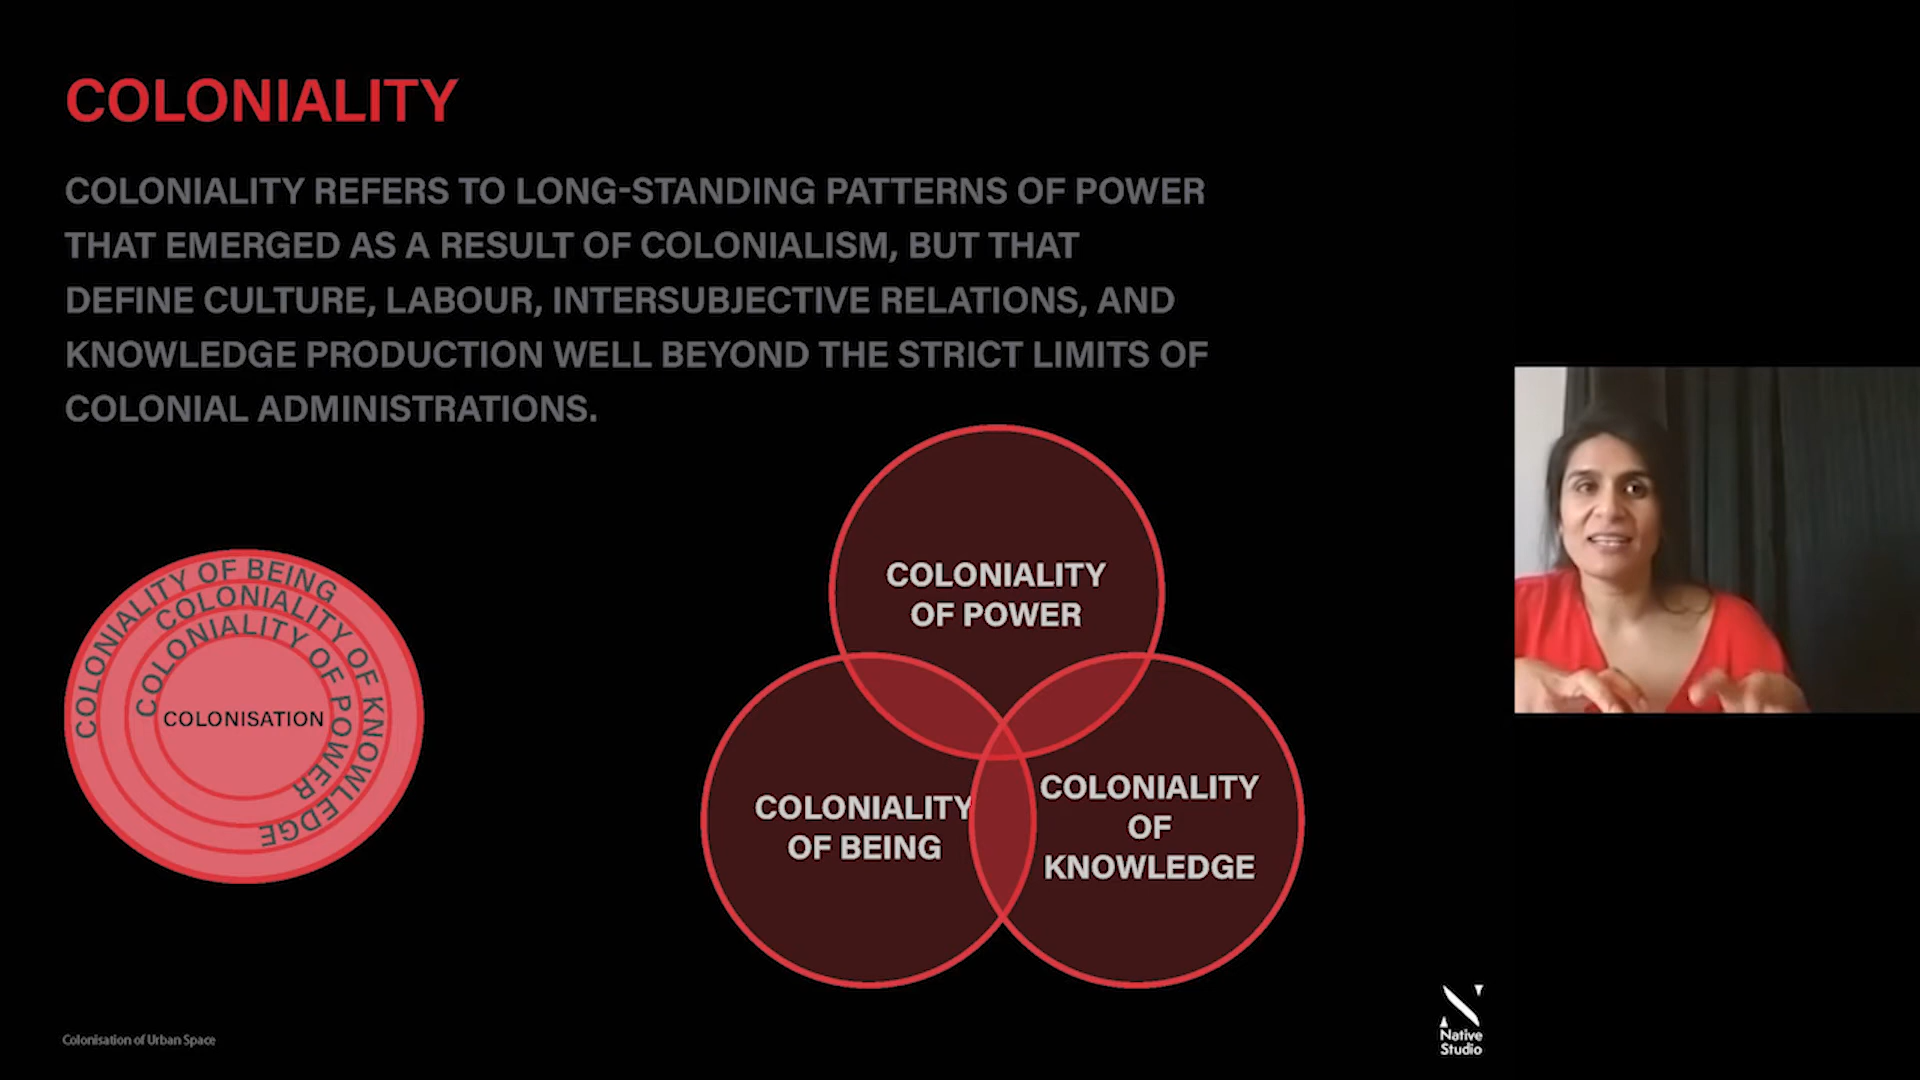 COLONIALITY
COLONIALITY REFERS TO LONG-STANDING PATTERNS OF POWER
THAT EMERGED AS A RESULT OF COLONIALISM, BUT THAT
DEFINE CULTURE, LABOUR, INTERSUBJECTIVE RELATIONS, AND
KNOWLEDGE PRODUCTION WELL BEYOND THE STRICT LIMITS OF
COLONIAL ADMINISTRATIONS.
COLONIALITY OF BEING
COLONIALITY OF KNOWLEDGE
COLONIALITY OF POWER
COLONISATION
COLONIALITY
OF POWER
COLONIALITY
OF BEING
COLONIALITY
OF
KNOWLEDGE
Colonisation of Urban Space
Native
Studio